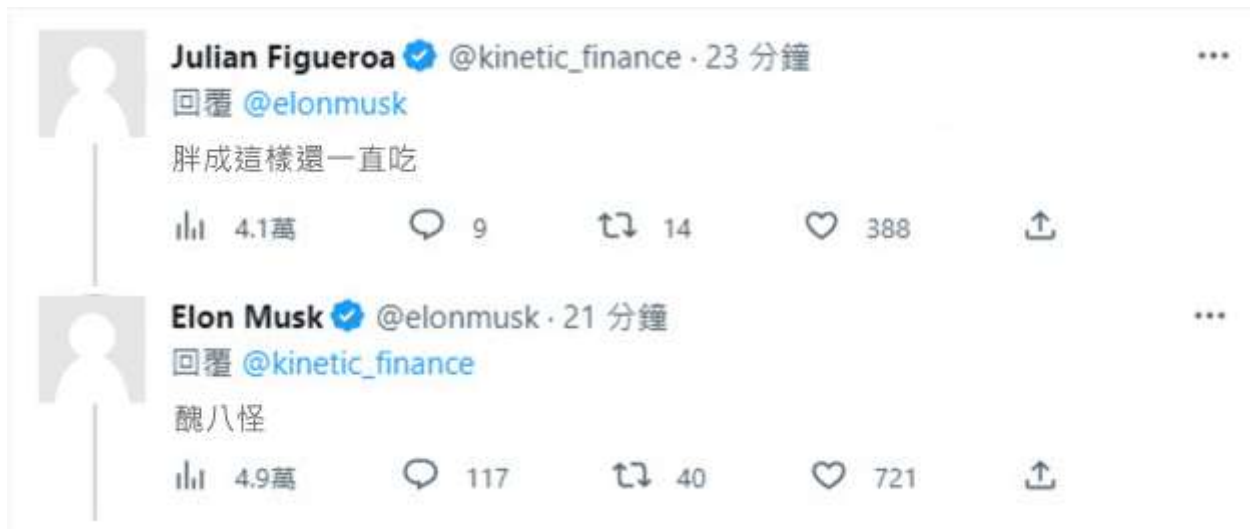 Julian Figueroa @kinetic_finance · 23 分鐘
回覆 @elonmusk
胖成這樣還一直吃
4.1萬 9 14 388
Elon Musk @elonmusk · 21 分鐘
回覆 @kinetic_finance
醜八怪
4.9萬 117 40 721